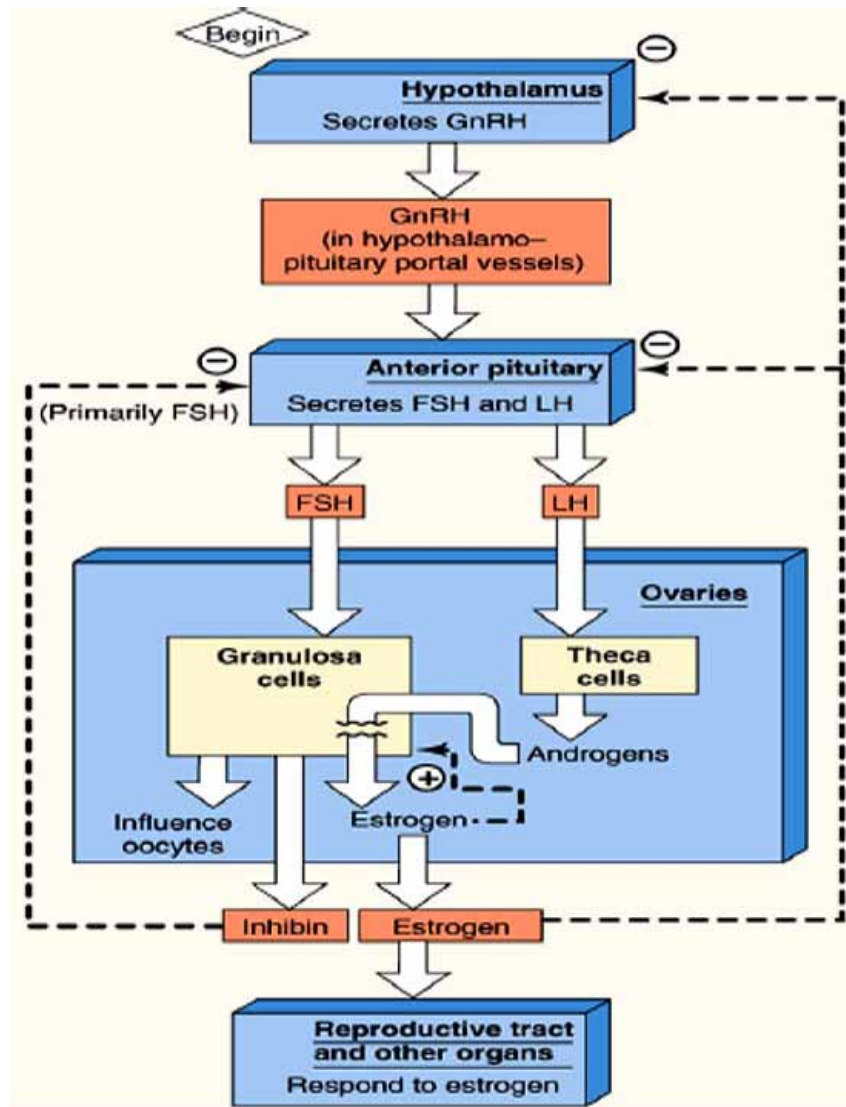 Begin
−
Hypothalamus
Secretes GnRH
GnRH
(in hypothalamo–
pituitary portal vessels)
−
−
Anterior pituitary
(Primarily FSH)
Secretes FSH and LH
FSH
LH
Ovaries
Granulosa
cells
Theca
cells
Androgens
+
Estrogen
Influence
oocytes
Inhibin
Estrogen
Reproductive tract
and other organs
Respond to estrogen